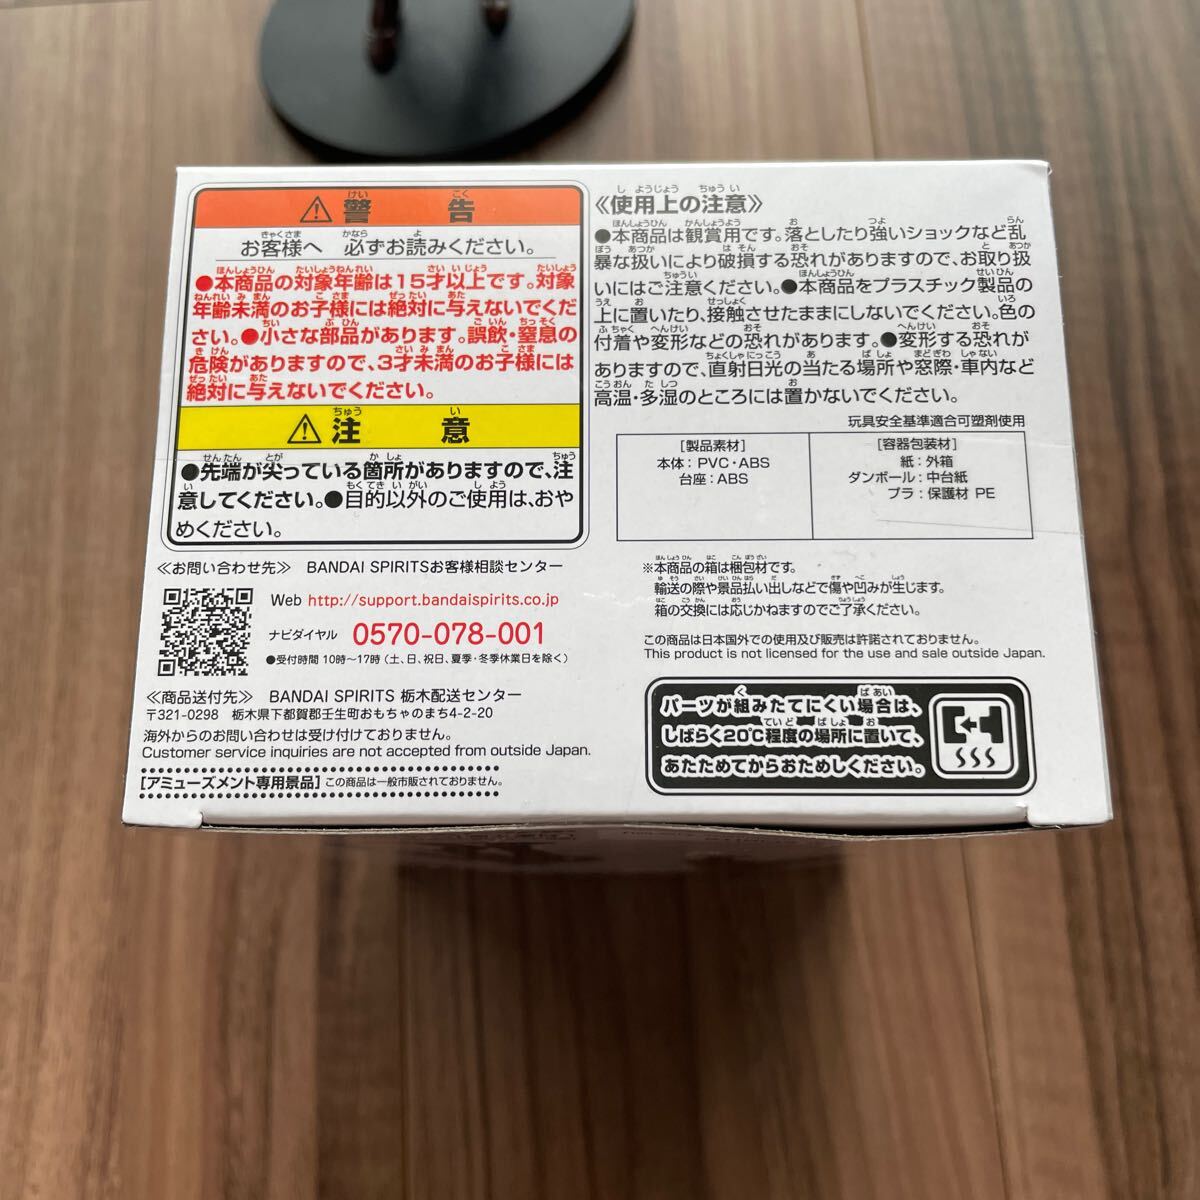 警告
お客様へ 必ずお読みください。
●本商品の対象年齢は15才以上です。対象
年齢未満のお子様には絶対に与えないでくだ
さい。●小さな部品があります。誤飲・窒息の
危険がありますので、3才未満のお子様には
絶対に与えないでください。
注意
●先端が尖っている箇所がありますので、注
意してください。●目的以外のご使用は、おや
めください。
≪お問い合わせ先≫ BANDAI SPIRITSお客様相談センター
Web http://support.bandaispirits.co.jp
ナビダイヤル 0570-078-001
●受付時間 10時~17時(土、日、祝日、夏季・冬季休業日を除く)
≪商品送付先≫ BANDAI SPIRITS 栃木配送センター
〒321-0298 栃木県下都賀郡壬生町おもちゃのまち4-2-20
海外からのお問い合わせは受け付けておりません。
Customer service inquiries are not accepted from outside Japan.
[アミューズメント専用景品] この商品は一般市販されておりません。
≪使用上の注意≫
●本商品は観賞用です。落としたり強いショックなど乱
暴な扱いにより破損する恐れがありますので、お取り扱
いにはご注意ください。●本商品をプラスチック製品の
上に置いたり、接触させたままにしないでください。色の
付着や変形などの恐れがあります。●変形する恐れが
ありますので、直射日光の当たる場所や窓際・車内など
高温・多湿のところには置かないでください。
玩具安全基準適合可塑剤使用
[製品素材]
本体:PVC・ABS
台座:ABS
[容器包装材]
紙:外箱
ダンボール:中台紙
プラ:保護材 PE
※本商品の箱は梱包材です。
輸送の際や景品払い出しなどで傷や凹みが生じます。
箱の交換には応じかねますのでご了承ください。
この商品は日本国外での使用及び販売は許諾されておりません。
This product is not licensed for the use and sale outside Japan.
パーツが組みたてにくい場合は、
しばらく20℃程度の場所に置いて、
あたためてからおためしください。